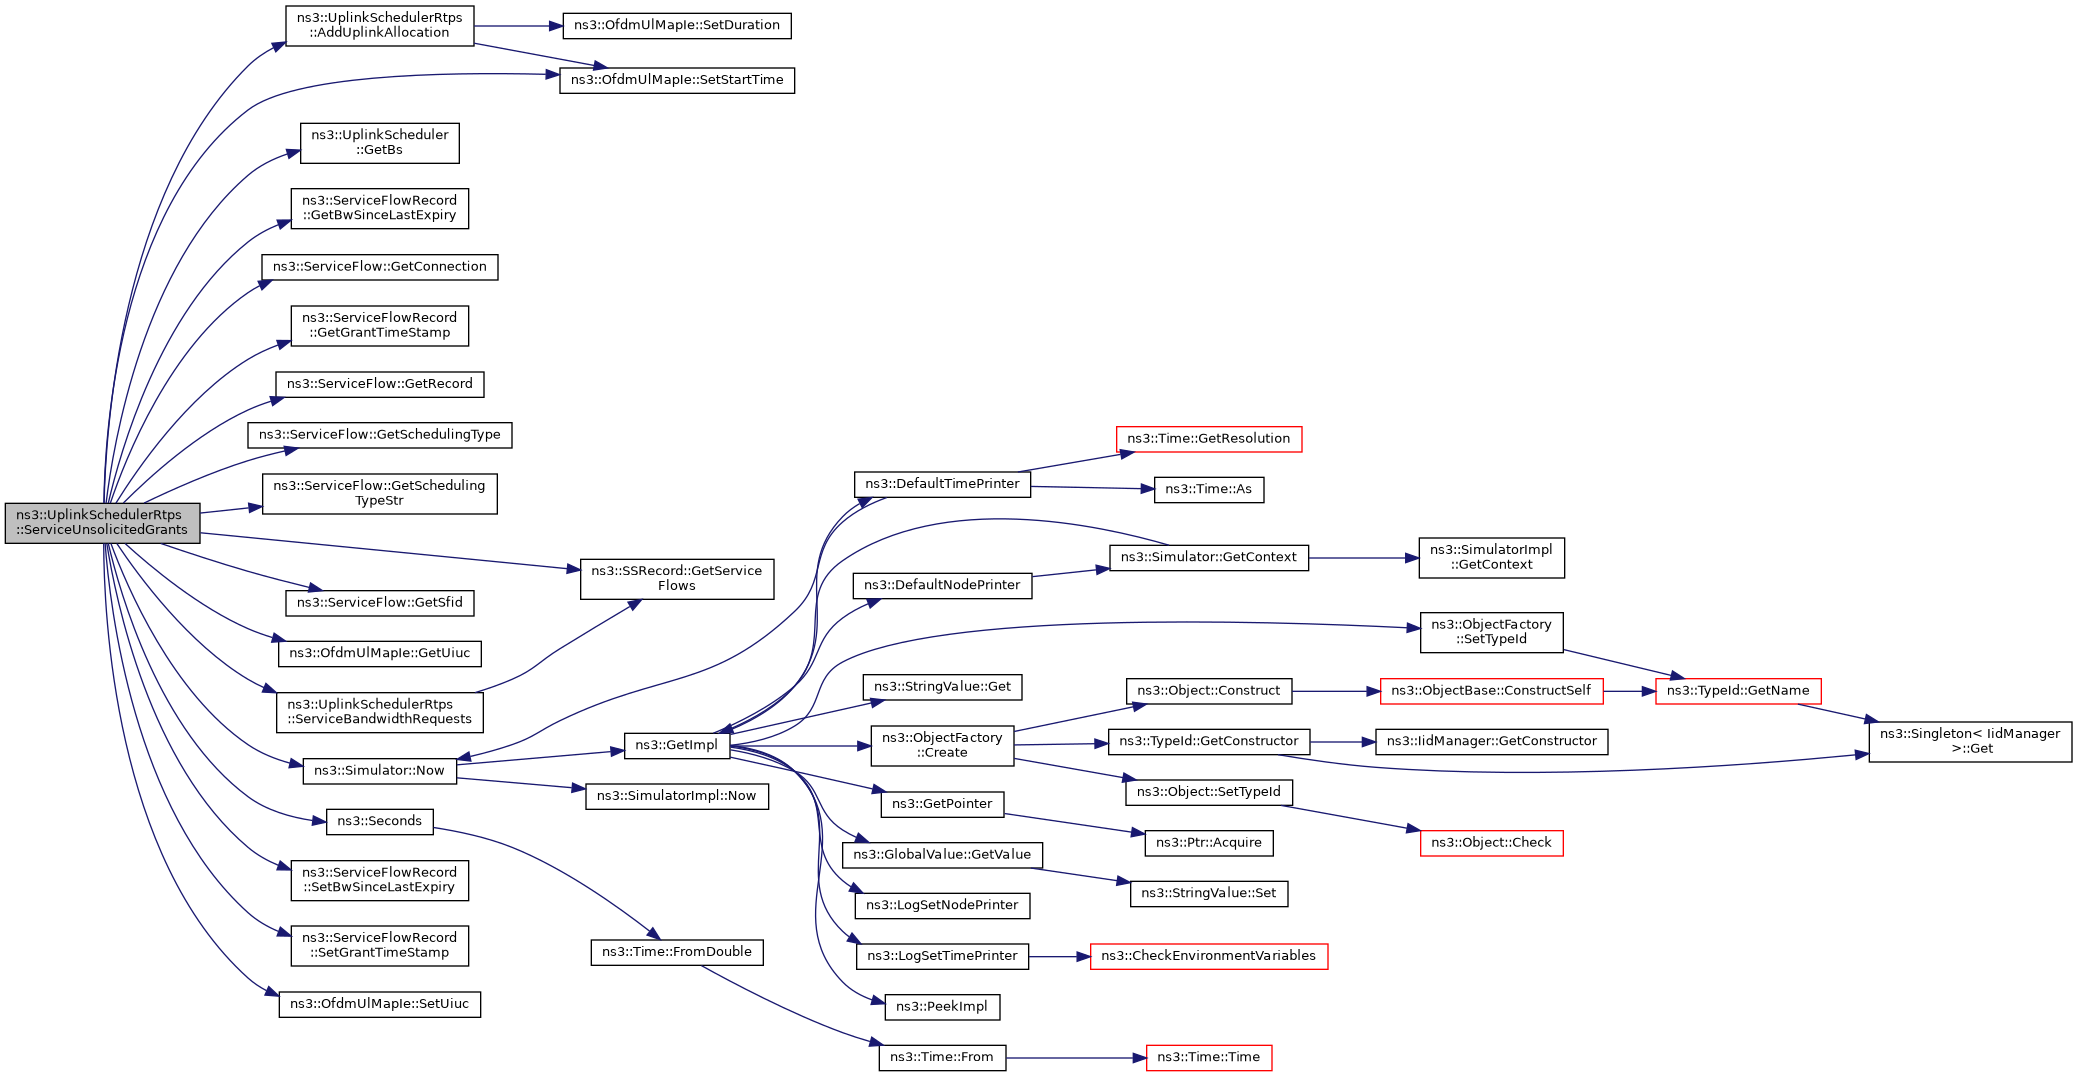 ns3::UplinkSchedulerRtps
::ServiceUnsolicitedGrants
ns3::UplinkSchedulerRtps
::AddUplinkAllocation
ns3::OfdmUlMapIe::SetDuration
ns3::OfdmUlMapIe::SetStartTime
ns3::UplinkScheduler
::GetBs
ns3::ServiceFlowRecord
::GetBwSinceLastExpiry
ns3::ServiceFlow::GetConnection
ns3::ServiceFlowRecord
::GetGrantTimeStamp
ns3::ServiceFlow::GetRecord
ns3::ServiceFlow::GetSchedulingType
ns3::ServiceFlow::GetScheduling
TypeStr
ns3::SSRecord::GetService
Flows
ns3::ServiceFlow::GetSfid
ns3::OfdmUlMapIe::GetUiuc
ns3::UplinkSchedulerRtps
::ServiceBandwidthRequests
ns3::Simulator::Now
ns3::Seconds
ns3::ServiceFlowRecord
::SetBwSinceLastExpiry
ns3::ServiceFlowRecord
::SetGrantTimeStamp
ns3::OfdmUlMapIe::SetUiuc
ns3::GetImpl
ns3::SimulatorImpl::Now
ns3::Time::FromDouble
ns3::DefaultTimePrinter
ns3::DefaultNodePrinter
ns3::StringValue::Get
ns3::ObjectFactory
::Create
ns3::GetPointer
ns3::GlobalValue::GetValue
ns3::LogSetNodePrinter
ns3::LogSetTimePrinter
ns3::PeekImpl
ns3::Time::From
ns3::Time::GetResolution
ns3::Time::As
ns3::Simulator::GetContext
ns3::SimulatorImpl
::GetContext
ns3::ObjectFactory
::SetTypeId
ns3::Object::Construct
ns3::ObjectBase::ConstructSelf
ns3::TypeId::GetName
ns3::TypeId::GetConstructor
ns3::IidManager::GetConstructor
ns3::Singleton< IidManager
>::Get
ns3::Object::SetTypeId
ns3::Object::Check
ns3::Ptr::Acquire
ns3::StringValue::Set
ns3::CheckEnvironmentVariables
ns3::Time::Time